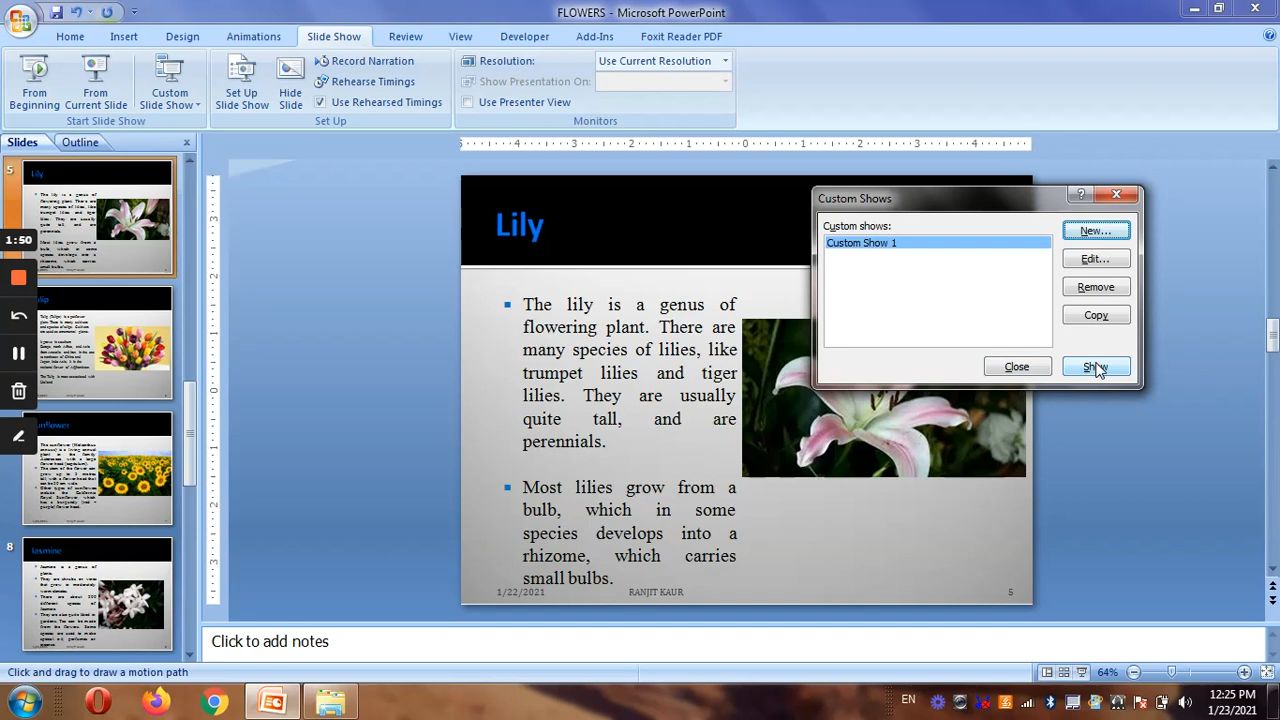 FLOWERS - Microsoft PowerPoint
Home Insert Design Animations Slide Show Review View Developer Add-Ins Foxit Reader PDF
From Beginning
From Current Slide
Custom Slide Show
Start Slide Show
Set Up Slide Show
Hide Slide
Record Narration
Rehearse Timings
Use Rehearsed Timings
Set Up
Resolution: Use Current Resolution
Show Presentation On:
Use Presenter View
Monitors
Slides Outline
5
Lily
1:50
Sunflower
8
Jasmine
Lily
The lily is a genus of
flowering plant. There are
many species of lilies, like
trumpet lilies and tiger
lilies. They are usually
quite tall, and are
perennials.
Most lilies grow from a
bulb, which in some
species develops into a
rhizome, which carries
small bulbs.
1/22/2021 RANJIT KAUR 5
Custom Shows
Custom shows:
Custom Show 1
New...
Edit...
Remove
Copy
Close Show
Click to add notes
Click and drag to draw a motion path
64%
EN
12:25 PM
1/23/2021